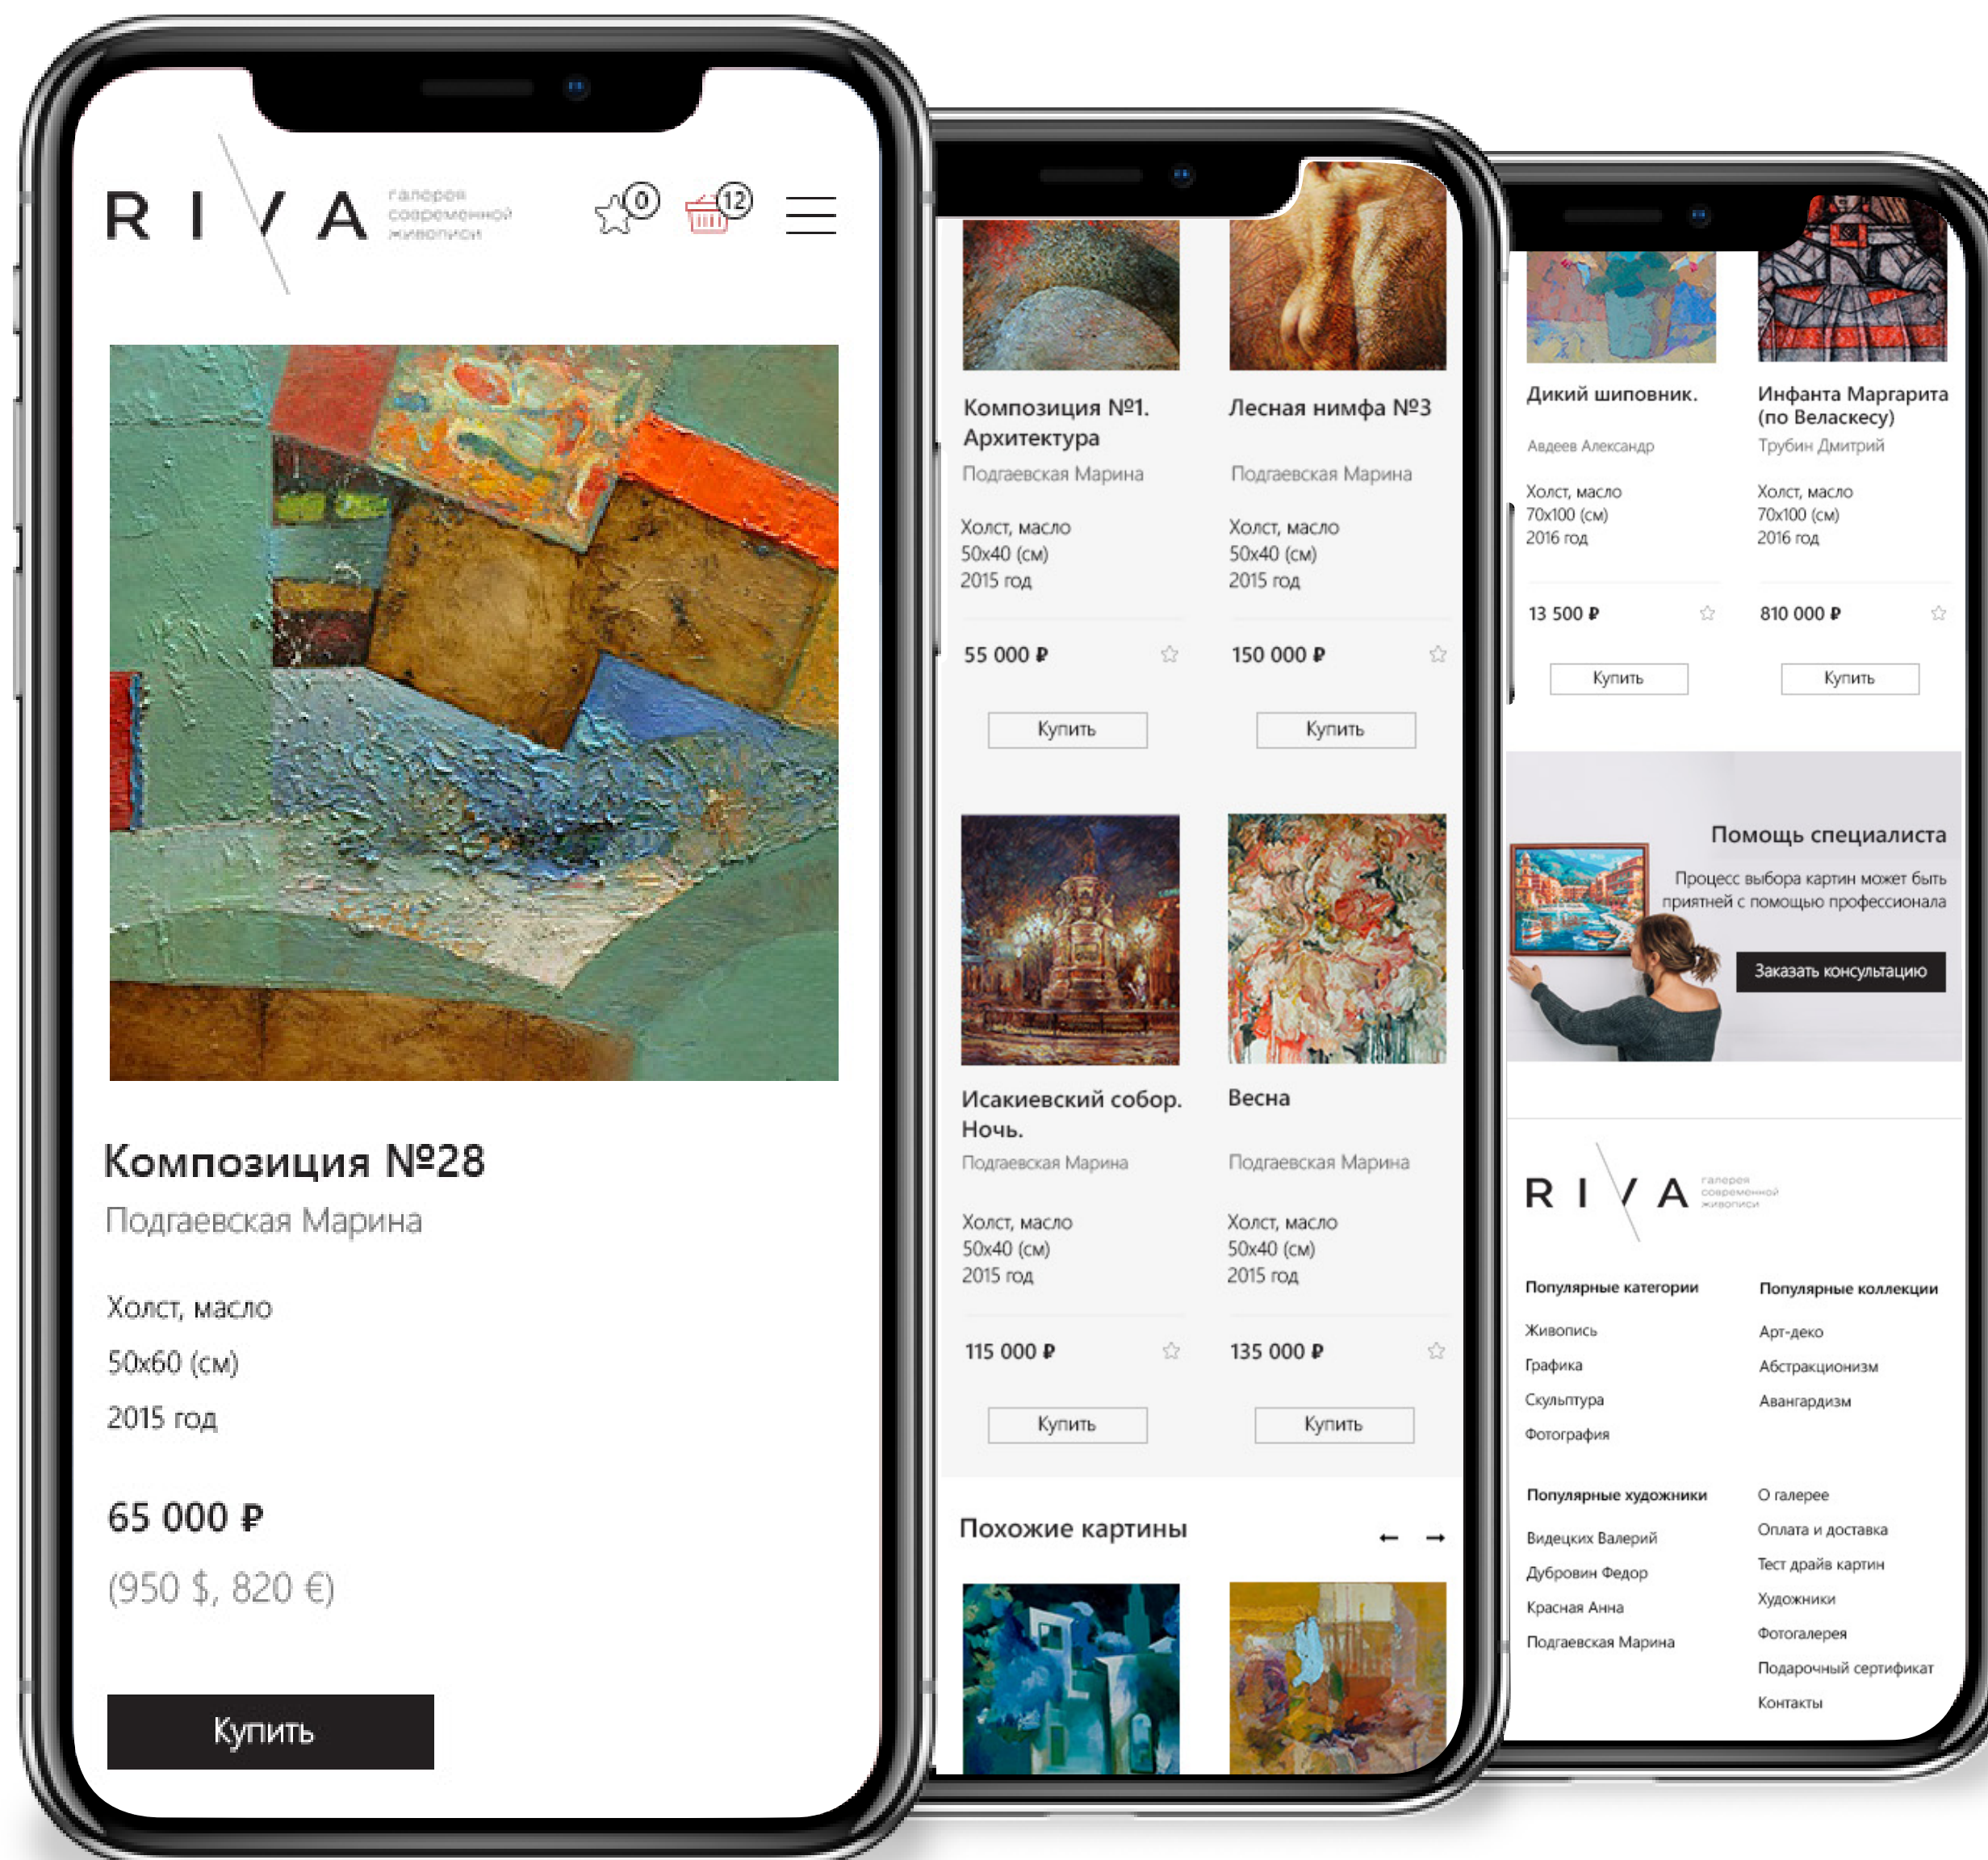 RIVA
галерея
современной
живописи
0
12
Композиция №28
Подгаевская Марина
Холст, масло
50x60 (см)
2015 год
65 000 ₽
(950 $, 820 €)
Купить
Композиция №1.
Архитектура
Подгаевская Марина
Холст, масло
50x40 (см)
2015 год
55 000 ₽
Купить
Лесная нимфа №3
Подгаевская Марина
Холст, масло
50x40 (см)
2015 год
150 000 ₽
Купить
Исакиевский собор.
Ночь.
Подгаевская Марина
Холст, масло
50x40 (см)
2015 год
115 000 ₽
Купить
Весна
Подгаевская Марина
Холст, масло
50x40 (см)
2015 год
135 000 ₽
Купить
Похожие картины
Дикий шиповник.
Авдеев Александр
Холст, масло
70x100 (см)
2016 год
13 500 ₽
Купить
Инфанта Маргарита
(по Веласкесу)
Трубин Дмитрий
Холст, масло
70x100 (см)
2016 год
810 000 ₽
Купить
Помощь специалиста
Процесс выбора картин может быть
приятней с помощью профессионала
Заказать консультацию
RIVA
галерея
современной
живописи
Популярные категории
Живопись
Графика
Скульптура
Фотография
Популярные коллекции
Арт-деко
Абстракционизм
Авангардизм
Популярные художники
Видецких Валерий
Дубровин Федор
Красная Анна
Подгаевская Марина
О галерее
Оплата и доставка
Тест драйв картин
Художники
Фотогалерея
Подарочный сертификат
Контакты